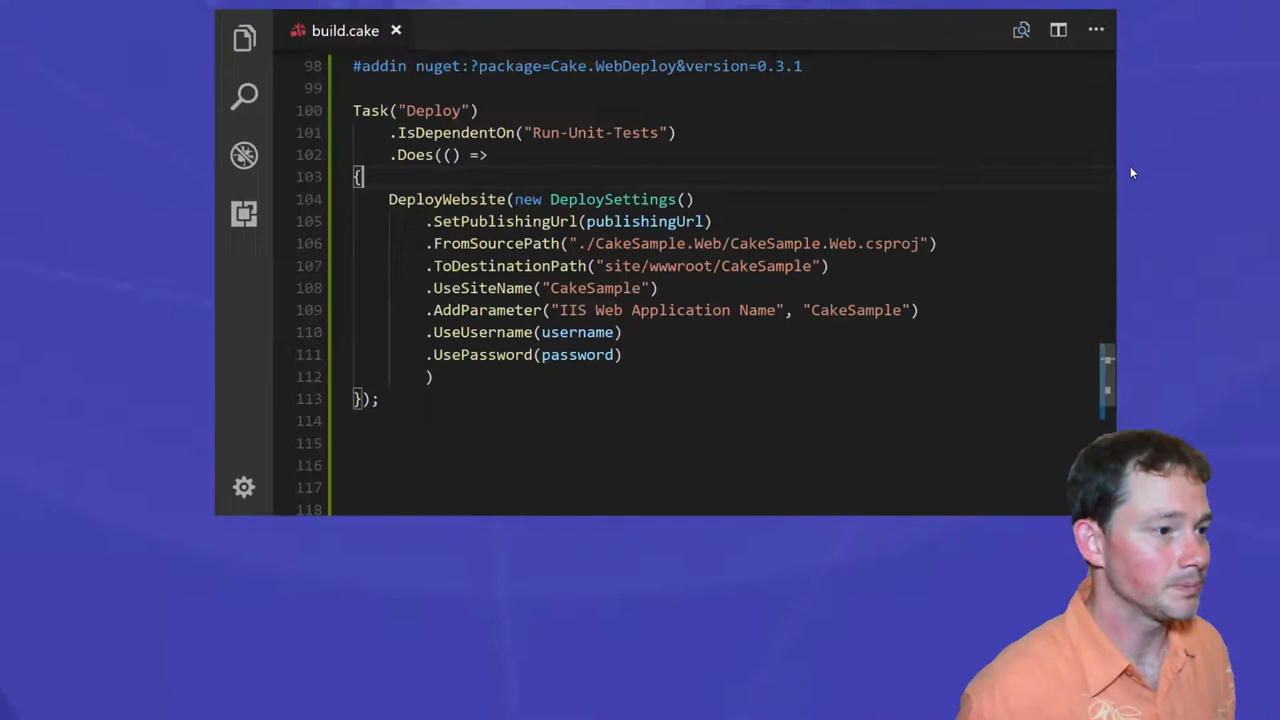 build.cake
98 #addin nuget:?package=Cake.WebDeploy&version=0.3.1
99
100 Task("Deploy")
101     .IsDependentOn("Run-Unit-Tests")
102     .Does(() =>
103 {
104     DeployWebsite(new DeploySettings()
105         .SetPublishingUrl(publishingUrl)
106         .FromSourcePath("./CakeSample.Web/CakeSample.Web.csproj")
107         .ToDestinationPath("site/wwwroot/CakeSample")
108         .UseSiteName("CakeSample")
109         .AddParameter("IIS Web Application Name", "CakeSample")
110         .UseUsername(username)
111         .UsePassword(password)
112         )
113 });
114
115
116
117
118